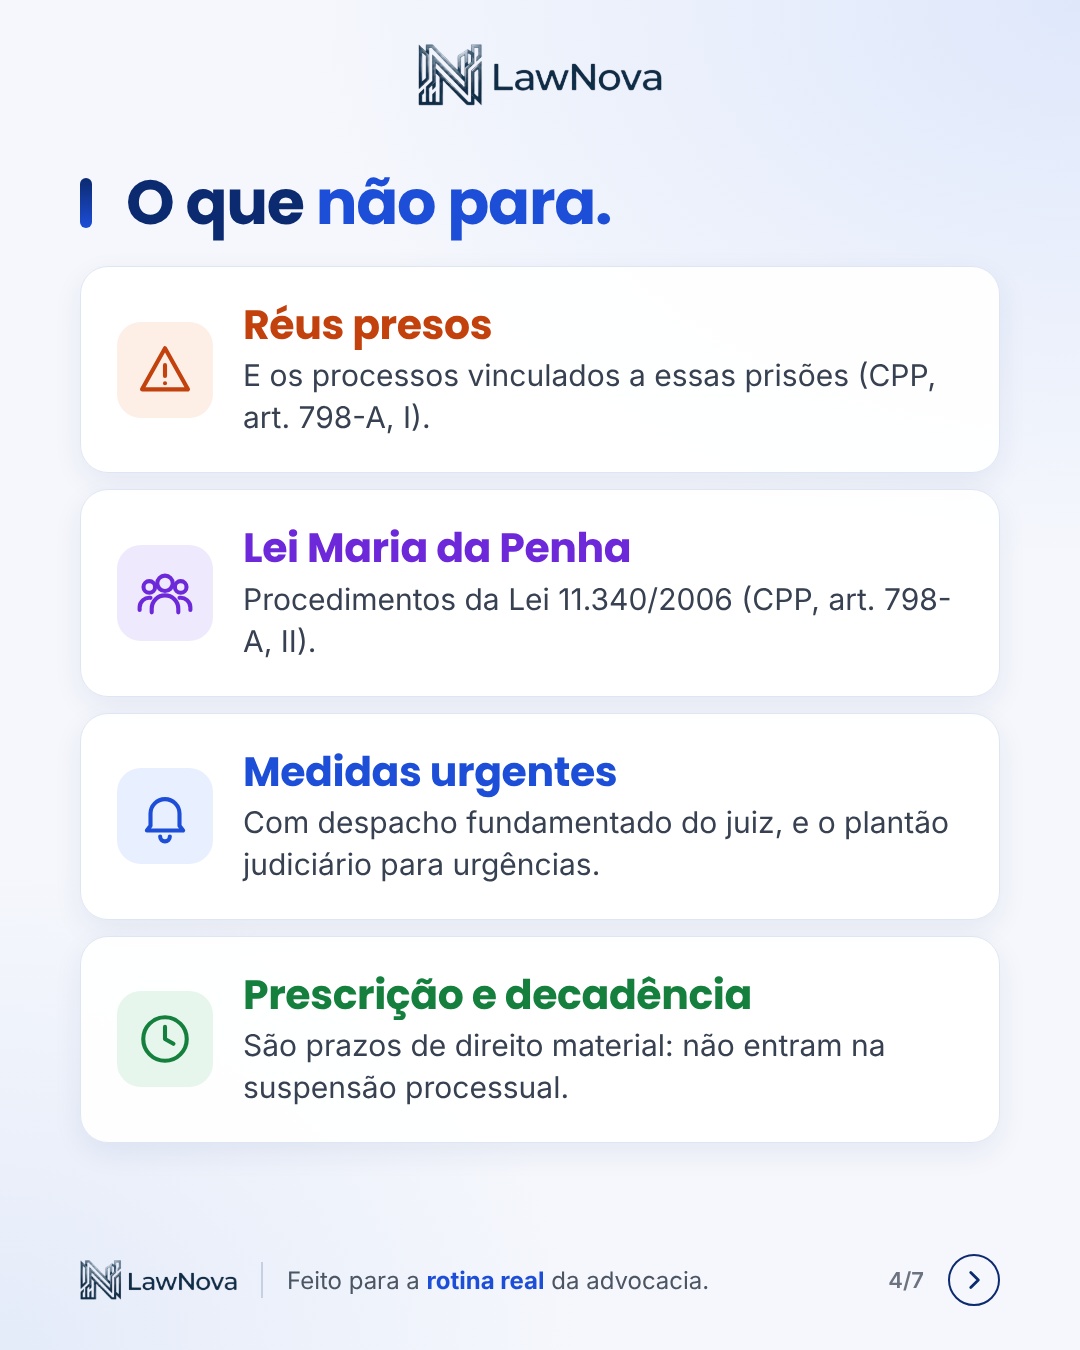 LawNova
O que não para.
Réus presos
E os processos vinculados a essas prisões (CPP,
art. 798-A, I).
Lei Maria da Penha
Procedimentos da Lei 11.340/2006 (CPP, art. 798-
A, II).
Medidas urgentes
Com despacho fundamentado do juiz, e o plantão
judiciário para urgências.
Prescrição e decadência
São prazos de direito material: não entram na
suspensão processual.
LawNova
Feito para a rotina real da advocacia.
4/7